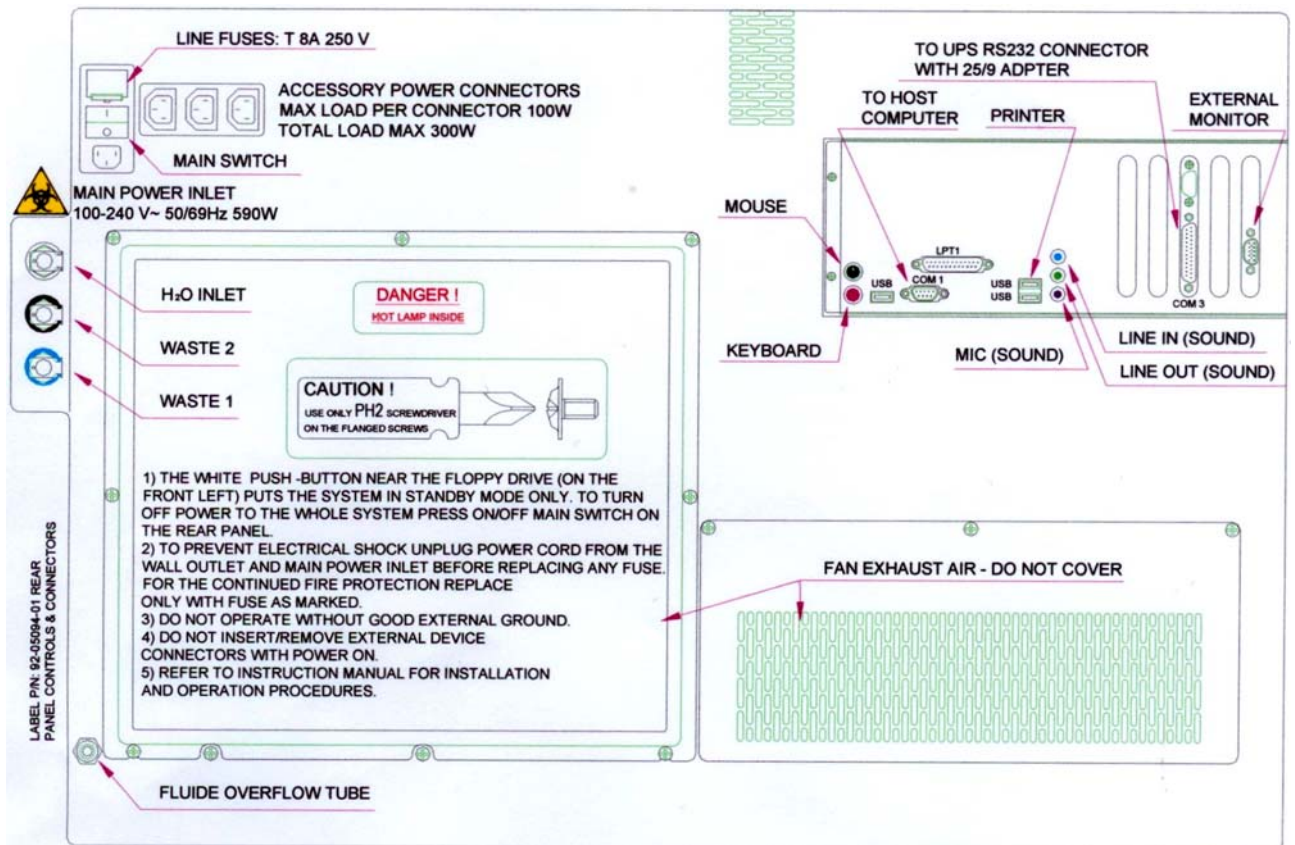 LINE FUSES: T 8A 250 V
ACCESSORY POWER CONNECTORS
MAX LOAD PER CONNECTOR 100W
TOTAL LOAD MAX 300W
MAIN SWITCH
MAIN POWER INLET
100-240 V~ 50/69Hz 590W
H₂O INLET
WASTE 2
WASTE 1
DANGER !
HOT LAMP INSIDE
CAUTION !
USE ONLY PH2 SCREWDRIVER
ON THE FLANGED SCREWS
1) THE WHITE PUSH -BUTTON NEAR THE FLOPPY DRIVE (ON THE
FRONT LEFT) PUTS THE SYSTEM IN STANDBY MODE ONLY. TO TURN
OFF POWER TO THE WHOLE SYSTEM PRESS ON/OFF MAIN SWITCH ON
THE REAR PANEL.
2) TO PREVENT ELECTRICAL SHOCK UNPLUG POWER CORD FROM THE
WALL OUTLET AND MAIN POWER INLET BEFORE REPLACING ANY FUSE.
FOR THE CONTINUED FIRE PROTECTION REPLACE
ONLY WITH FUSE AS MARKED.
3) DO NOT OPERATE WITHOUT GOOD EXTERNAL GROUND.
4) DO NOT INSERT/REMOVE EXTERNAL DEVICE
CONNECTORS WITH POWER ON.
5) REFER TO INSTRUCTION MANUAL FOR INSTALLATION
AND OPERATION PROCEDURES.
LABEL P/N: 92-05094-01 REAR
PANEL CONTROLS & CONNECTORS
FLUIDE OVERFLOW TUBE
TO UPS RS232 CONNECTOR
WITH 25/9 ADPTER
TO HOST
COMPUTER
PRINTER
EXTERNAL
MONITOR
MOUSE
LPT1
USB
COM 1
USB
USB
COM 3
KEYBOARD
MIC (SOUND)
LINE IN (SOUND)
LINE OUT (SOUND)
FAN EXHAUST AIR - DO NOT COVER